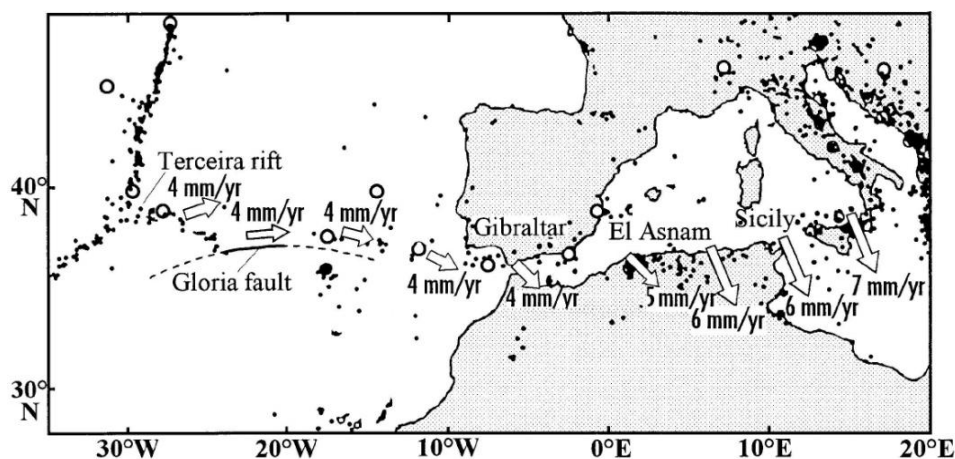 40°
N
30°
N
Terceira rift
4 mm/yr
4 mm/yr
4 mm/yr
Gloria fault
4 mm/yr
Gibraltar
4 mm/yr
El Asnam
5 mm/yr
6 mm/yr
Sicily
6 mm/yr
7 mm/yr
30°W
20°W
10°W
0°E
10°E
20°E